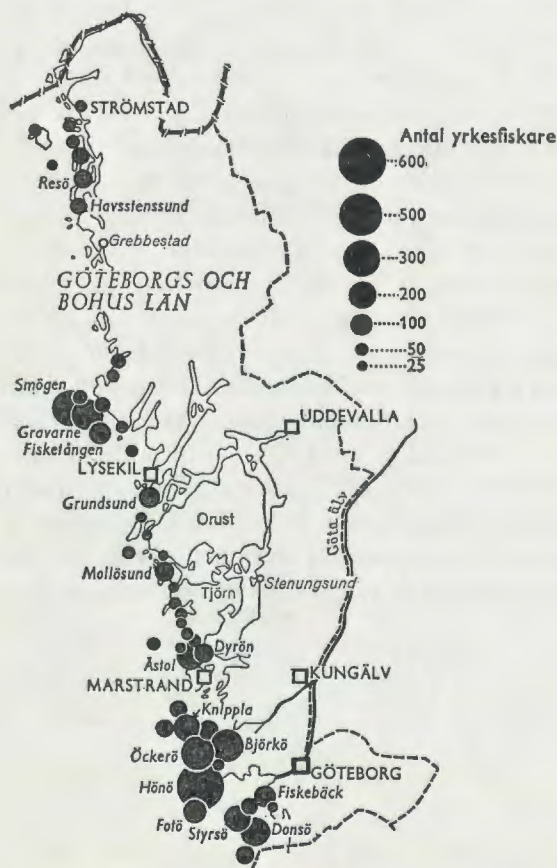 STRÖMSTAD
Resö
Havsstenssund
Grebbestad
GÖTEBORGS OCH
BOHUS LÄN
Antal yrkesfiskare
600
500
300
200
100
50
25
Smögen
Gravarne
Fisketången
LYSEKIL
Grundsund
UDDEVALLA
Orust
Göta älv
Mollösund
Tjörn
Stenungsund
Dyrön
Åstol
MARSTRAND
KUNGÄLV
Knippla
Björkö
Öckerö
GÖTEBORG
Hönö
Fiskebäck
Fotö
Styrsö
Donsö